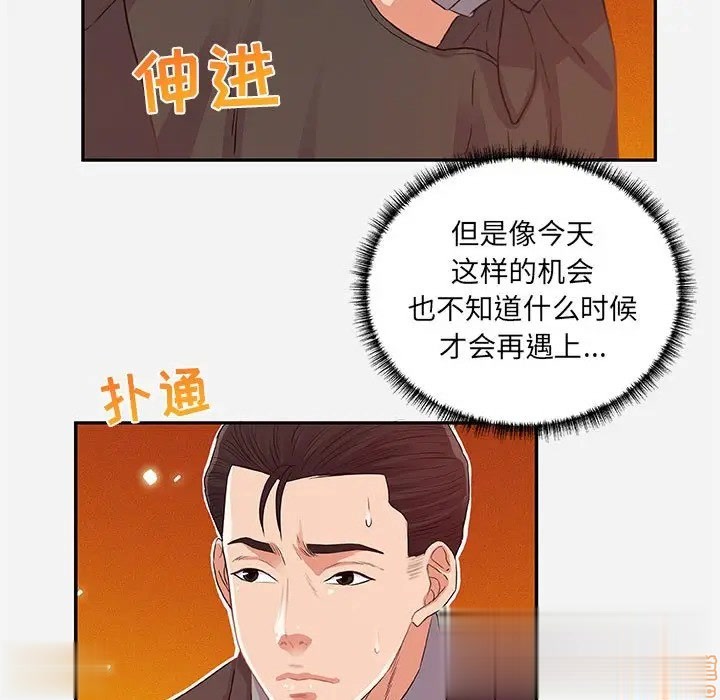 伸进
但是像今天
这样的机会
也不知道什么时候
才会再遇上...
扑通